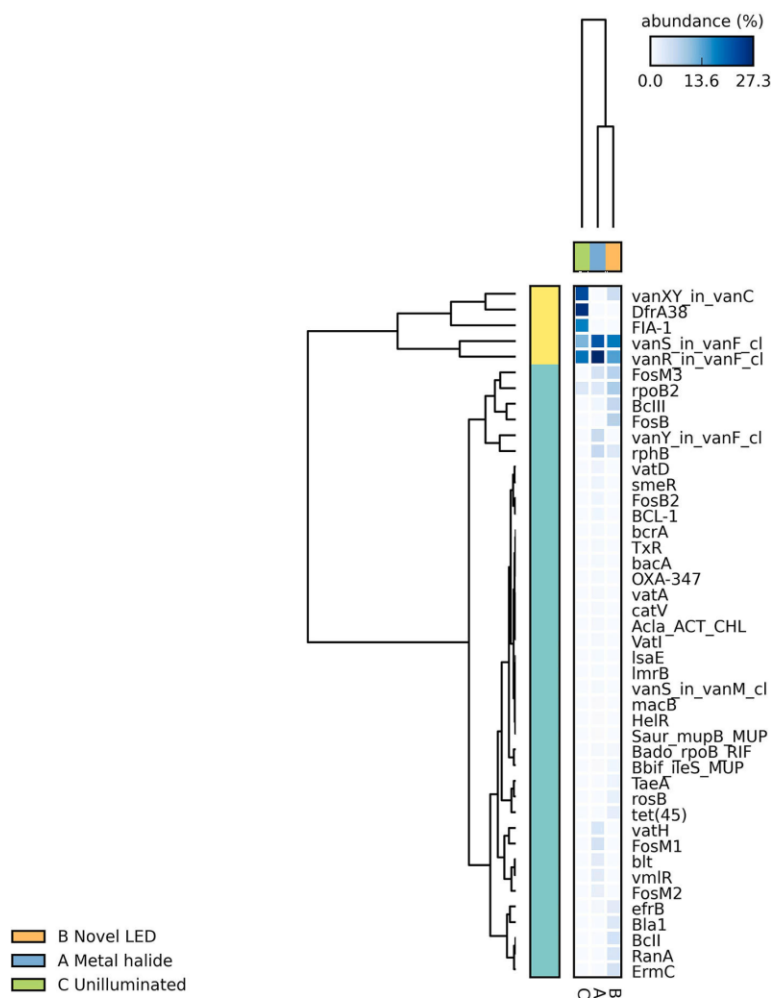 abundance (%)
0.0 13.6 27.3
vanXY_in_vanC
DfrA38
FIA-1
vanS_in_vanF_cl
vanR_in_vanF_cl
FosM3
rpoB2
BcIII
FosB
vanY_in_vanF_cl
rphB
vatD
smeR
FosB2
BCL-1
bcrA
TxR
bacA
OXA-347
vatA
catV
Acla_ACT_CHL
VatI
lsaE
lmrB
vanS_in_vanM_cl
macB
HelR
Saur_mupB_MUP
Bado_rpoB_RIF
Bbif_ileS_MUP
TaeA
rosB
tet(45)
vatH
FosM1
blt
vmlR
FosM2
efrB
Bla1
BcII
RanA
ErmC
C A B
B Novel LED
A Metal halide
C Unilluminated